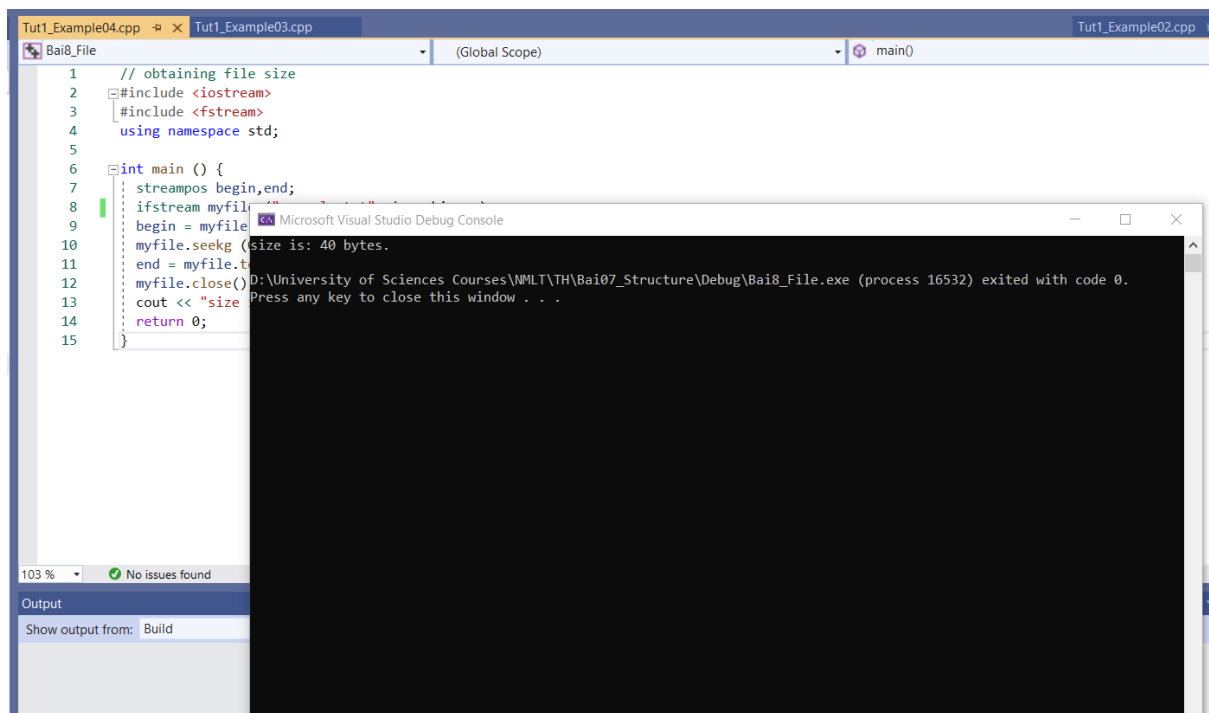 Tut1_Example04.cpp Tut1_Example03.cpp Tut1_Example02.cpp
Bai8_File (Global Scope) main()
1 // obtaining file size
2 #include <iostream>
3 #include <fstream>
4 using namespace std;
5
6 int main () {
7 streampos begin,end;
8 ifstream myfil
9 begin = myfile
10 myfile.seekg (
11 end = myfile.t
12 myfile.close()
13 cout << "size
14 return 0;
15 }
Microsoft Visual Studio Debug Console
size is: 40 bytes.
D:\University of Sciences Courses\NMLT\TH\Bai07_Structure\Debug\Bai8_File.exe (process 16532) exited with code 0.
Press any key to close this window . . .
103 % No issues found
Output
Show output from: Build